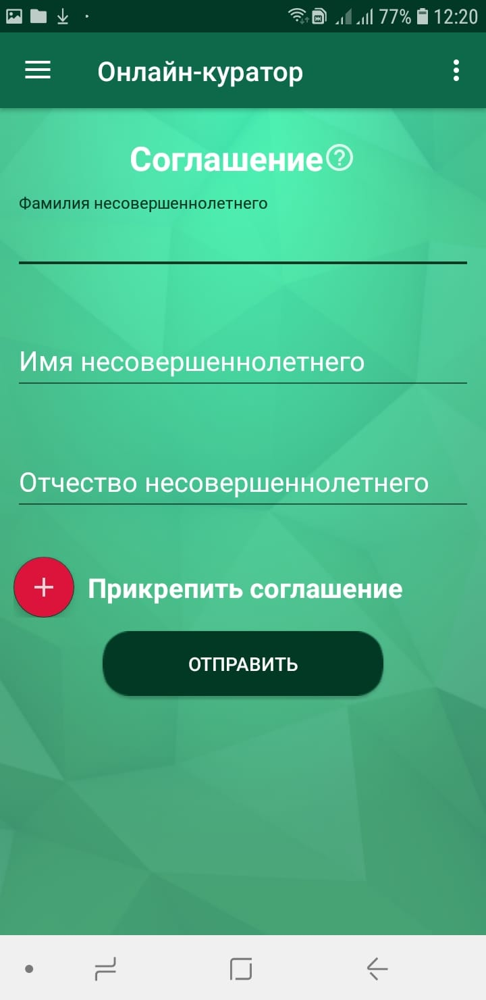 77% 12:20
Онлайн-куратор
Соглашение
Фамилия несовершеннолетнего
Имя несовершеннолетнего
Отчество несовершеннолетнего
Прикрепить соглашение
ОТПРАВИТЬ